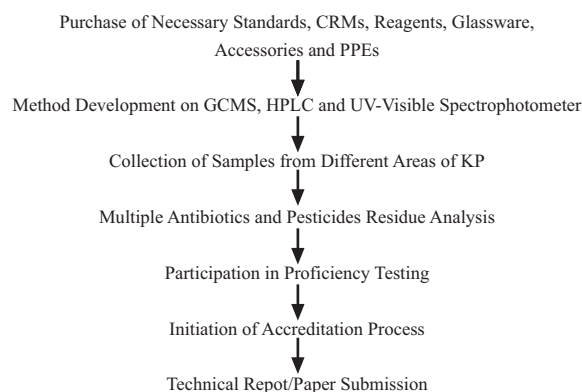 Purchase of Necessary Standards, CRMs, Reagents, Glassware,
Accessories and PPEs
Method Development on GCMS, HPLC and UV-Visible Spectrophotometer
Collection of Samples from Different Areas of KP
Multiple Antibiotics and Pesticides Residue Analysis
Participation in Proficiency Testing
Initiation of Accreditation Process
Technical Repot/Paper Submission